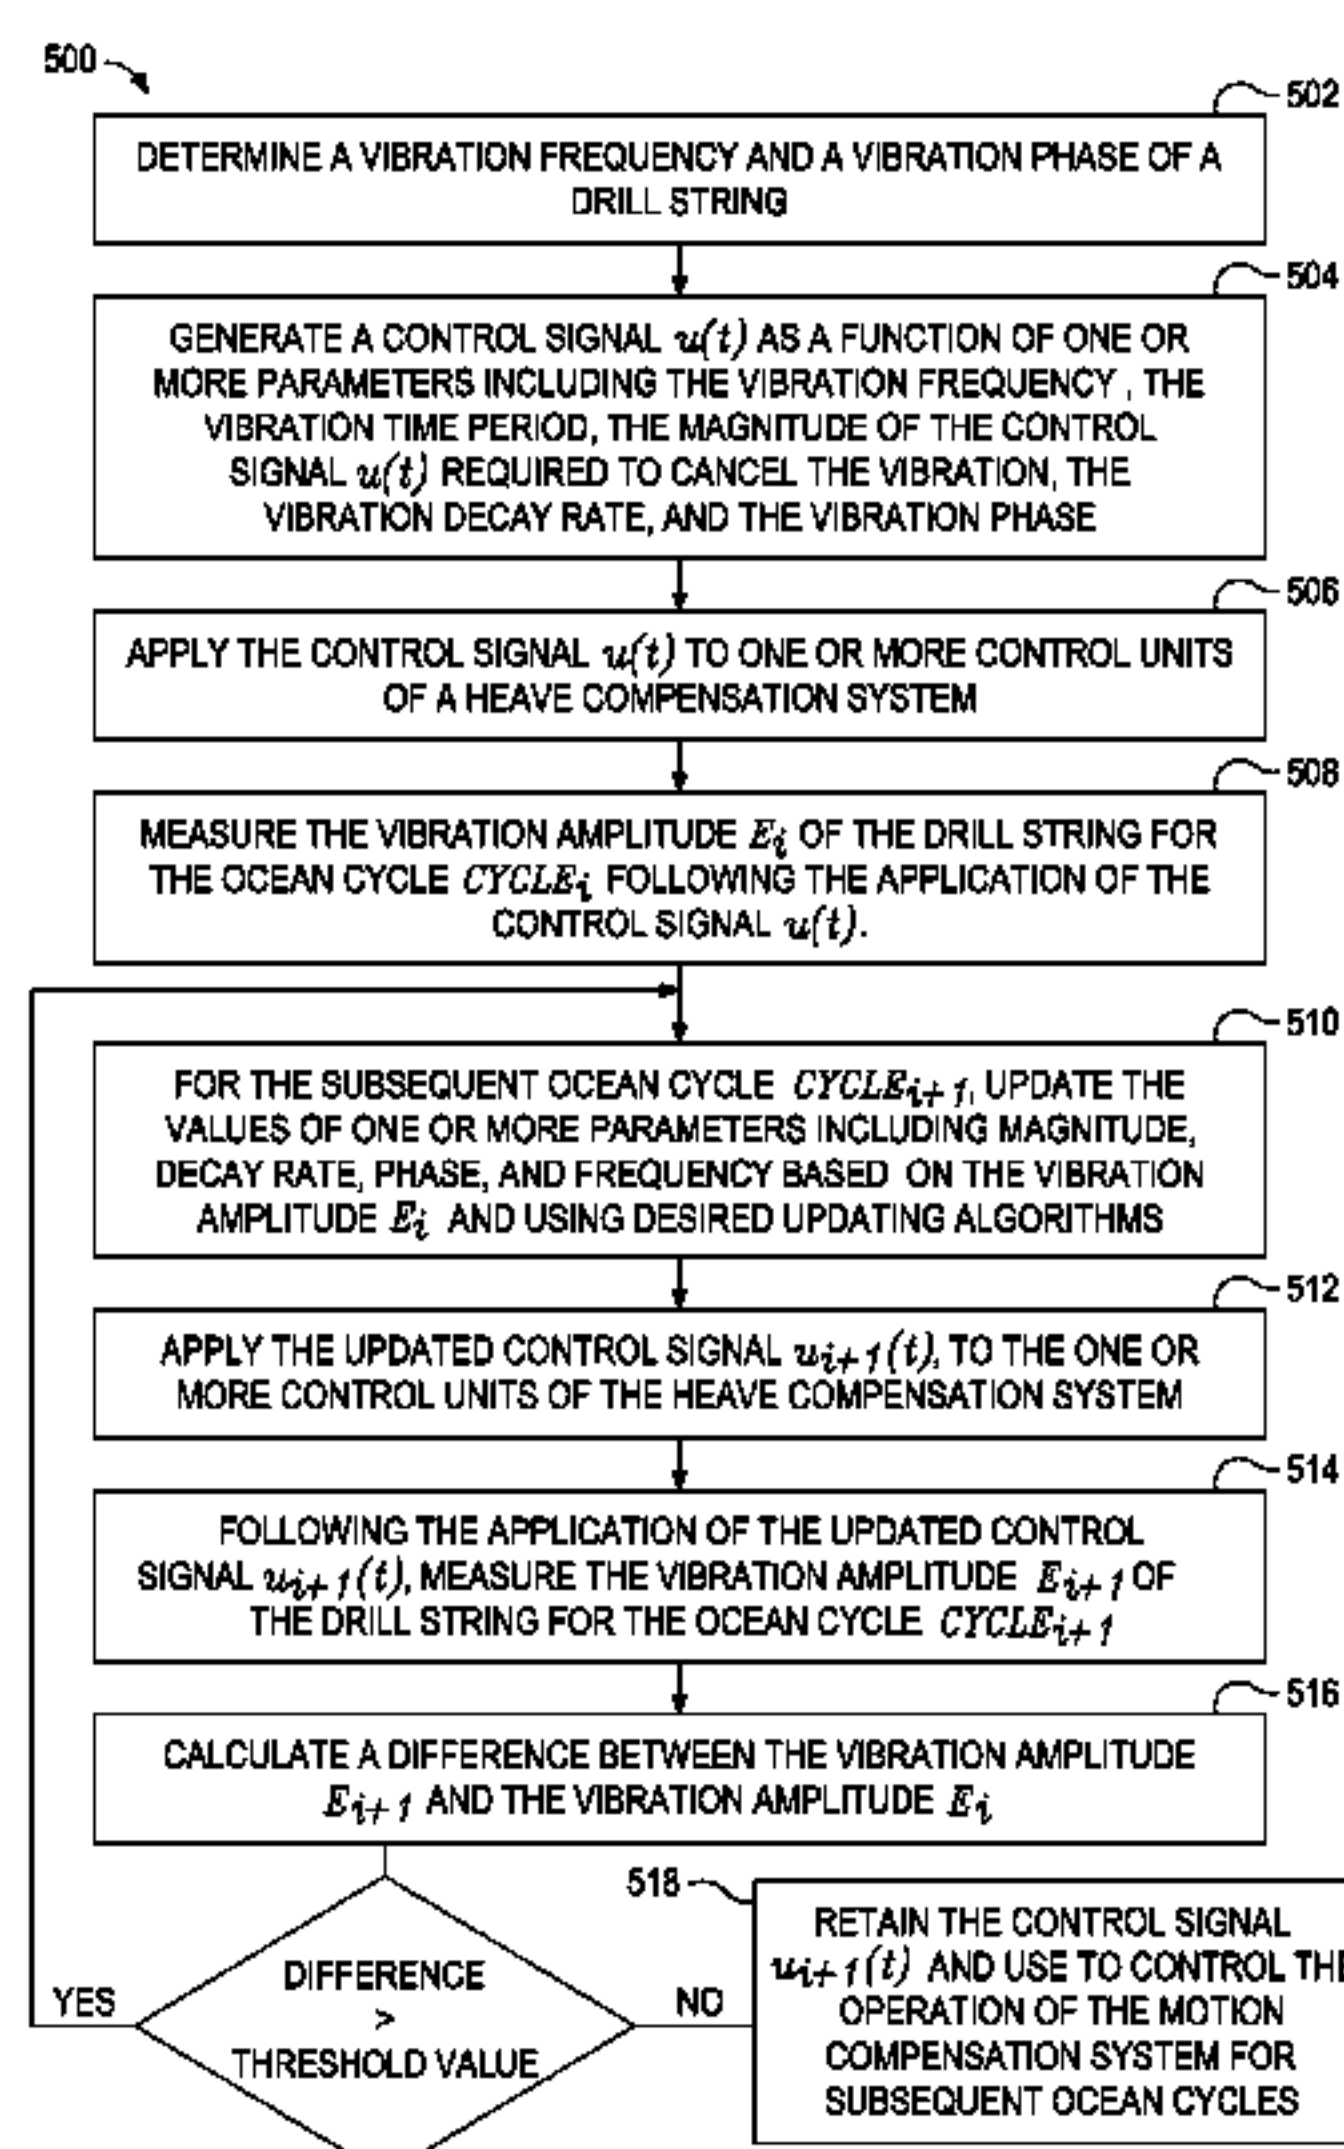 500
502
DETERMINE A VIBRATION FREQUENCY AND A VIBRATION PHASE OF A
DRILL STRING
504
GENERATE A CONTROL SIGNAL u(t) AS A FUNCTION OF ONE OR
MORE PARAMETERS INCLUDING THE VIBRATION FREQUENCY , THE
VIBRATION TIME PERIOD, THE MAGNITUDE OF THE CONTROL
SIGNAL u(t) REQUIRED TO CANCEL THE VIBRATION, THE
VIBRATION DECAY RATE, AND THE VIBRATION PHASE
506
APPLY THE CONTROL SIGNAL u(t) TO ONE OR MORE CONTROL UNITS
OF A HEAVE COMPENSATION SYSTEM
508
MEASURE THE VIBRATION AMPLITUDE Ei OF THE DRILL STRING FOR
THE OCEAN CYCLE CYCLEi FOLLOWING THE APPLICATION OF THE
CONTROL SIGNAL u(t).
510
FOR THE SUBSEQUENT OCEAN CYCLE CYCLEi+1, UPDATE THE
VALUES OF ONE OR MORE PARAMETERS INCLUDING MAGNITUDE,
DECAY RATE, PHASE, AND FREQUENCY BASED ON THE VIBRATION
AMPLITUDE Ei AND USING DESIRED UPDATING ALGORITHMS
512
APPLY THE UPDATED CONTROL SIGNAL ui+1(t), TO THE ONE OR
MORE CONTROL UNITS OF THE HEAVE COMPENSATION SYSTEM
514
FOLLOWING THE APPLICATION OF THE UPDATED CONTROL
SIGNAL ui+1(t), MEASURE THE VIBRATION AMPLITUDE Ei+1 OF
THE DRILL STRING FOR THE OCEAN CYCLE CYCLEi+1
516
CALCULATE A DIFFERENCE BETWEEN THE VIBRATION AMPLITUDE
Ei+1 AND THE VIBRATION AMPLITUDE Ei
YES
DIFFERENCE
>
THRESHOLD VALUE
NO
518
RETAIN THE CONTROL SIGNAL
ui+1(t) AND USE TO CONTROL THE
OPERATION OF THE MOTION
COMPENSATION SYSTEM FOR
SUBSEQUENT OCEAN CYCLES